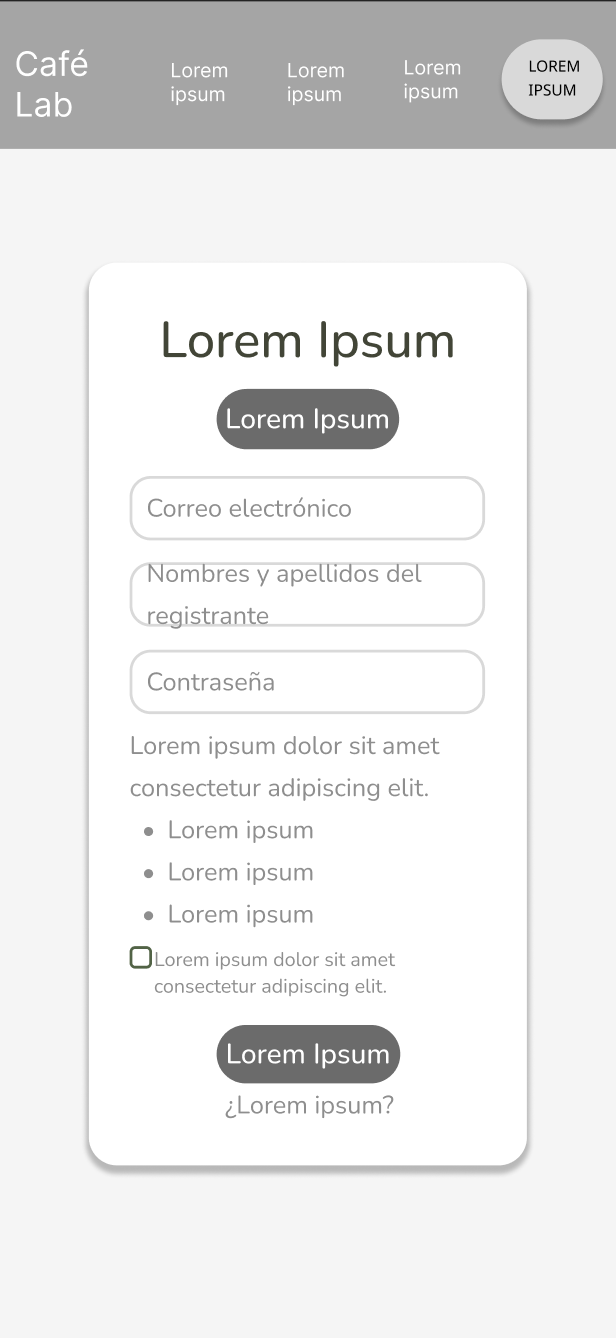 Café
Lab
Lorem
ipsum
Lorem
ipsum
Lorem
ipsum
LOREM
IPSUM
Lorem Ipsum
Lorem Ipsum
Correo electrónico
Nombres y apellidos del
registrante
Contraseña
Lorem ipsum dolor sit amet
consectetur adipiscing elit.
• Lorem ipsum
• Lorem ipsum
• Lorem ipsum
Lorem ipsum dolor sit amet
consectetur adipiscing elit.
Lorem Ipsum
¿Lorem ipsum?